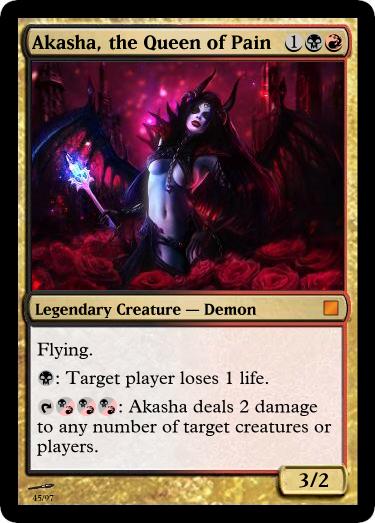 Akasha, the Queen of Pain 1
Legendary Creature — Demon
Flying.
: Target player loses 1 life.
: Akasha deals 2 damage
to any number of target creatures or
players.
3/2
45/97